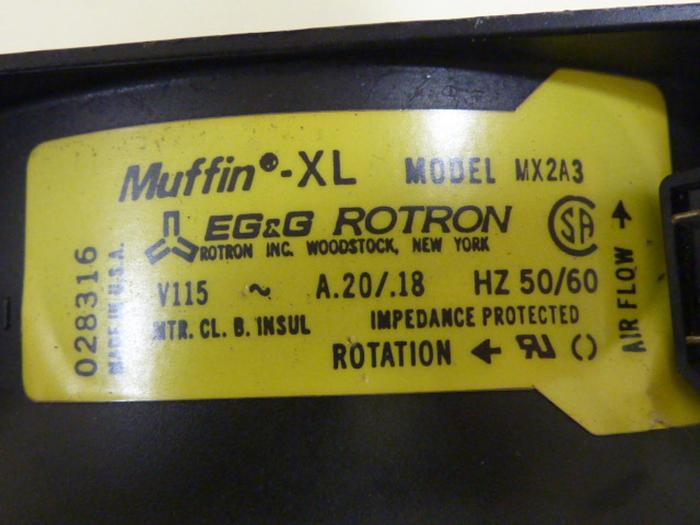 Muffin®-XL MODEL MX2A3
EG&G ROTRON
ROTRON INC. WOODSTOCK, NEW YORK
SA
V115 ~ A.20/.18 HZ 50/60
MTR. CL. B. INSUL IMPEDANCE PROTECTED
ROTATION ←
028316
MADE IN U.S.A.
AIR FLOW →